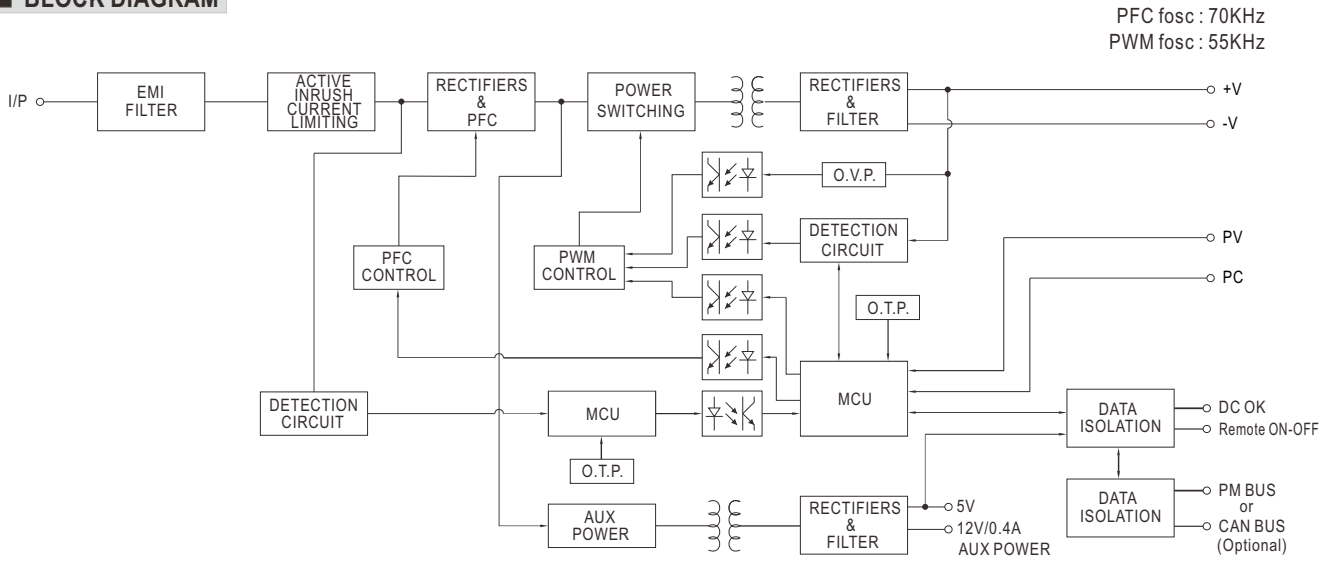 ■ BLOCK DIAGRAM
PFC fosc : 70KHz
PWM fosc : 55KHz
I/P
EMI
FILTER
ACTIVE
INRUSH
CURRENT
LIMITING
RECTIFIERS
&
PFC
POWER
SWITCHING
RECTIFIERS
&
FILTER
+V
-V
O.V.P.
DETECTION
CIRCUIT
PFC
CONTROL
PWM
CONTROL
PV
PC
O.T.P.
MCU
DETECTION
CIRCUIT
MCU
O.T.P.
DATA
ISOLATION
DC OK
Remote ON-OFF
AUX
POWER
RECTIFIERS
&
FILTER
5V
12V/0.4A
AUX POWER
DATA
ISOLATION
PM BUS
or
CAN BUS
(Optional)